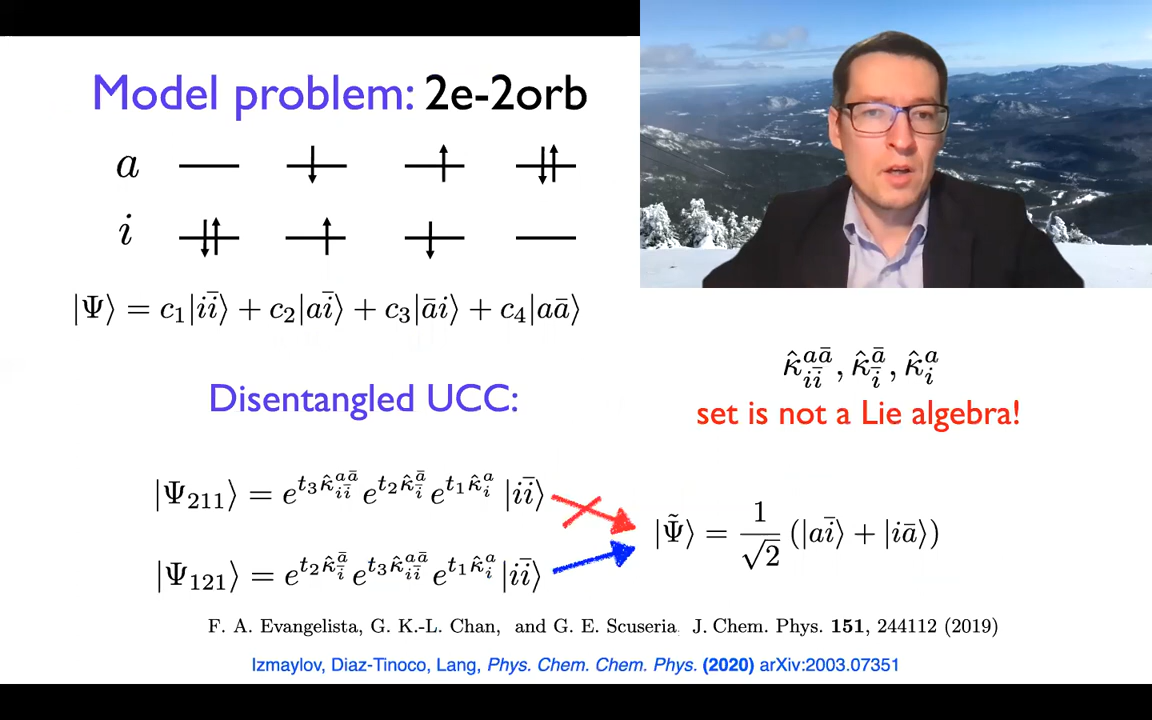 Model problem: 2e-2orb
a
i
|Ψ⟩ = c₁|iī⟩ + c₂|aī⟩ + c₃|āi⟩ + c₄|aā⟩
κ̂_{iī}^{aā}, κ̂_{ī}^{ā}, κ̂_{i}^{a}
set is not a Lie algebra!
Disentangled UCC:
|Ψ₂₁₁⟩ = e^{t₃κ̂_{iī}^{aā}} e^{t₂κ̂_{ī}^{ā}} e^{t₁κ̂_{i}^{a}} |iī⟩
|Ψ̃⟩ = \frac{1}{\sqrt{2}} (|aī⟩ + |iā⟩)
|Ψ₁₂₁⟩ = e^{t₂κ̂_{ī}^{ā}} e^{t₃κ̂_{iī}^{aā}} e^{t₁κ̂_{i}^{a}} |iī⟩
F. A. Evangelista, G. K.-L. Chan, and G. E. Scuseria J. Chem. Phys. 151, 244112 (2019)
Izmaylov, Diaz-Tinoco, Lang, Phys. Chem. Chem. Phys. (2020) arXiv:2003.07351